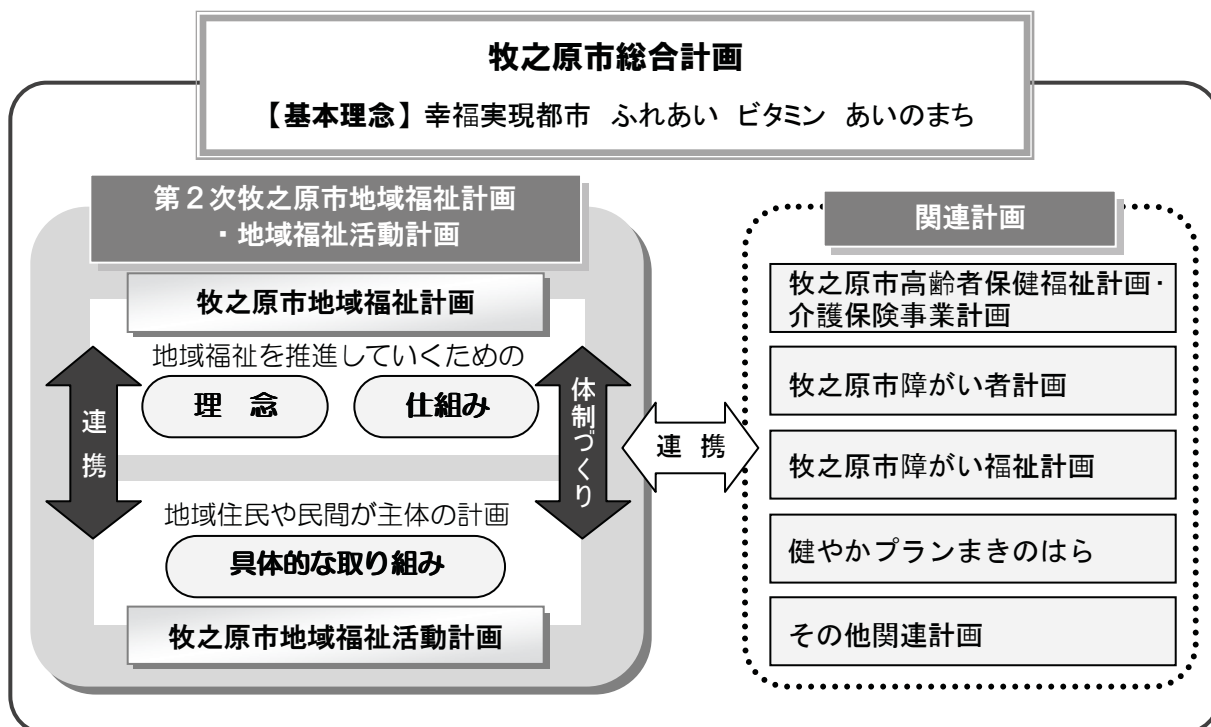 牧之原市総合計画
【基本理念】幸福実現都市 ふれあい ビタミン あいのまち
第２次牧之原市地域福祉計画
・地域福祉活動計画
牧之原市地域福祉計画
地域福祉を推進していくための
理 念
仕組み
連携
体制づくり
地域住民や民間が主体の計画
具体的な取り組み
牧之原市地域福祉活動計画
連 携
関連計画
牧之原市高齢者保健福祉計画・
介護保険事業計画
牧之原市障がい者計画
牧之原市障がい福祉計画
健やかプランまきのはら
その他関連計画